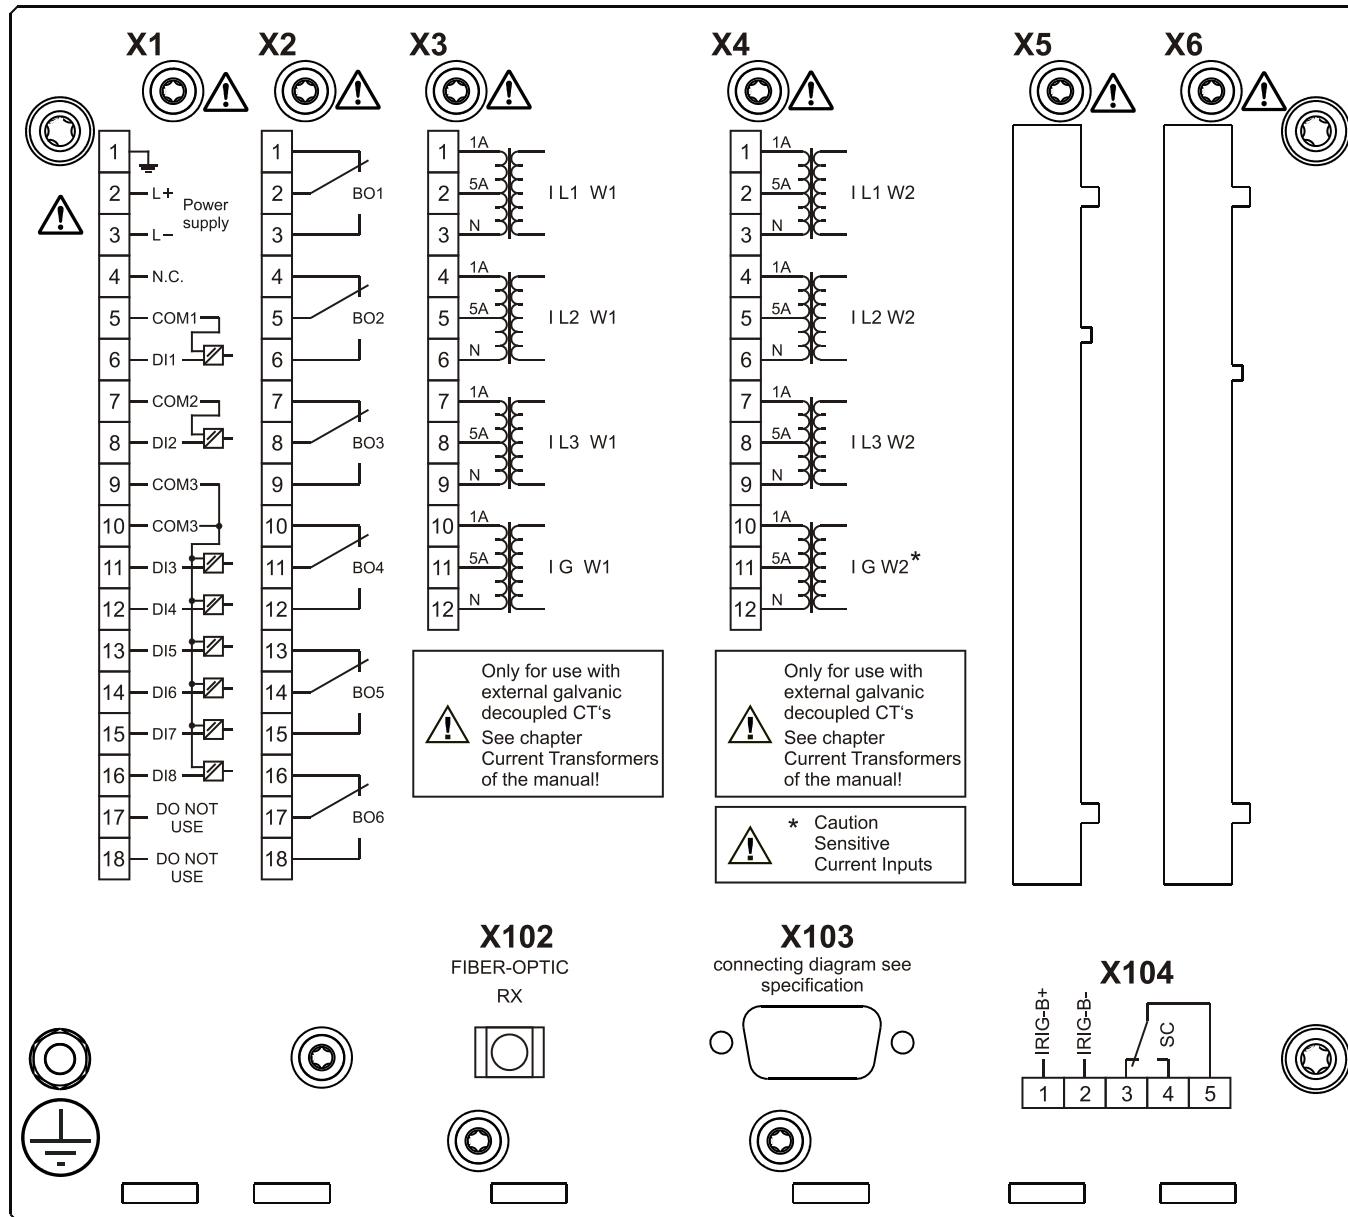 X1
X2
X3
X4
X5
X6
1
2 L+ Power
supply
3 L–
4 N.C.
5 COM1
6 DI1
7 COM2
8 DI2
9 COM3
10 COM3
11 DI3
12 DI4
13 DI5
14 DI6
15 DI7
16 DI8
17 DO NOT
USE
18 DO NOT
USE
1
2 BO1
3
4
5 BO2
6
7
8 BO3
9
10
11 BO4
12
13
14 BO5
15
16
17 BO6
18
1 1A
2 5A I L1 W1
3 N
4 1A
5 5A I L2 W1
6 N
7 1A
8 5A I L3 W1
9 N
10 1A
11 5A I G W1
12 N
Only for use with
external galvanic
decoupled CT‘s
See chapter
Current Transformers
of the manual!
1 1A
2 5A I L1 W2
3 N
4 1A
5 5A I L2 W2
6 N
7 1A
8 5A I L3 W2
9 N
10 1A
11 5A I G W2*
12 N
Only for use with
external galvanic
decoupled CT‘s
See chapter
Current Transformers
of the manual!
* Caution
Sensitive
Current Inputs
X102
FIBER-OPTIC
RX
X103
connecting diagram see
specification
X104
IRIG-B+
IRIG-B-
SC
1 2 3 4 5